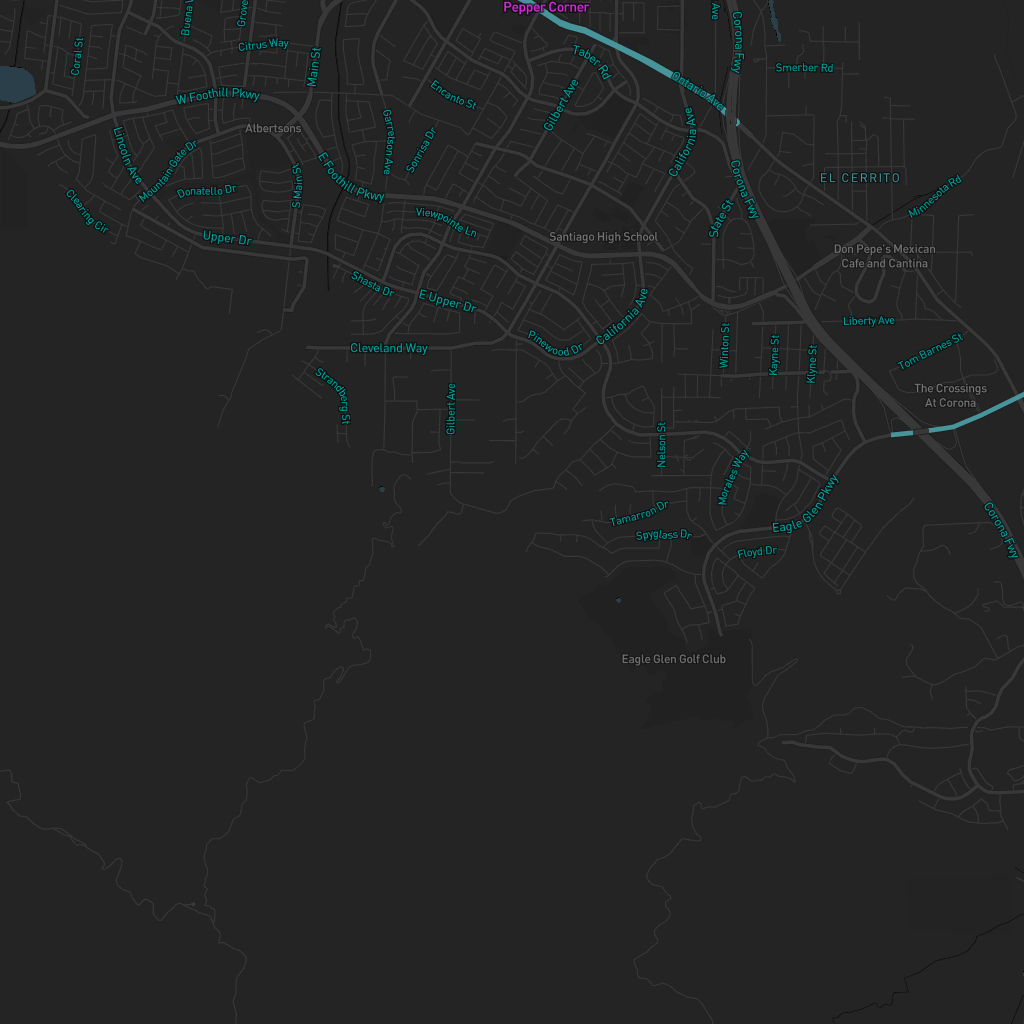 Pepper Corner
Buena
Grove
Ave
Corona Fwy
Coral St
Citrus Way
Main St
Taber Rd
Smerber Rd
Ontario Ave
Encanto St
W Foothill Pkwy
Gilbert Ave
Albertsons
Lincoln Ave
Garretson Ave
Sonrisa Dr
California Ave
Mountain Gate Dr
E Foothill Pkwy
Corona Fwy
EL CERRITO
Donatello Dr
S Main St
Minnesota Rd
Clearing Cir
Viewpointe Ln
State St
Upper Dr
Santiago High School
Don Pepe's Mexican
Cafe and Cantina
Shasta Dr
E Upper Dr
California Ave
Liberty Ave
Pinewood Dr
Winton St
Kayne St
Klyne St
Tom Barnes St
Cleveland Way
Strandberg St
Gilbert Ave
The Crossings
At Corona
Nelson St
Morales Way
Tamarron Dr
Eagle Glen Pkwy
Corona Fwy
Spyglass Dr
Floyd Dr
Eagle Glen Golf Club